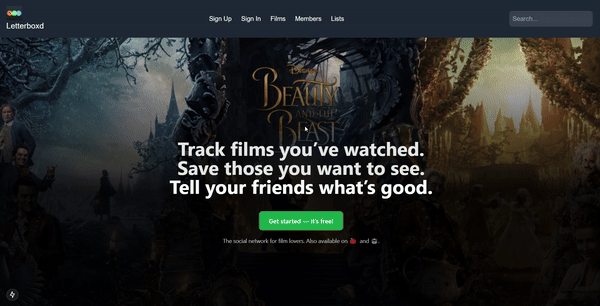 Letterboxd
Sign Up Sign In Films Members Lists
Search...
Disney
BEAUTY
AND THE
BEAST
Track films you've watched.
Save those you want to see.
Tell your friends what's good.
Get started — it's free!
The social network for film lovers. Also available on 🍎 and 🤖.